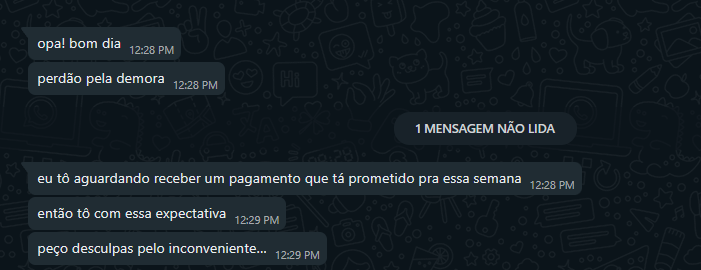 opa! bom dia 12:28 PM
perdão pela demora 12:28 PM
1 MENSAGEM NÃO LIDA
eu tô aguardando receber um pagamento que tá prometido pra essa semana 12:28 PM
então tô com essa expectativa 12:29 PM
peço desculpas pelo inconveniente... 12:29 PM